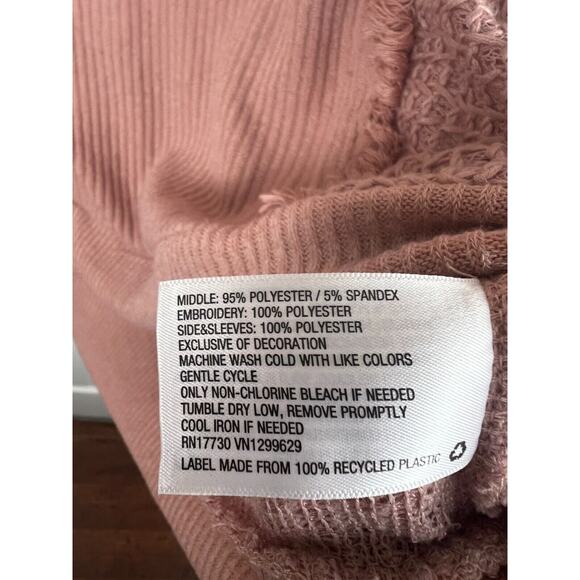 MIDDLE: 95% POLYESTER / 5% SPANDEX
EMBROIDERY: 100% POLYESTER
SIDE&SLEEVES: 100% POLYESTER
EXCLUSIVE OF DECORATION
MACHINE WASH COLD WITH LIKE COLORS
GENTLE CYCLE
ONLY NON-CHLORINE BLEACH IF NEEDED
TUMBLE DRY LOW, REMOVE PROMPTLY
COOL IRON IF NEEDED
RN17730 VN1299629
LABEL MADE FROM 100% RECYCLED PLASTIC